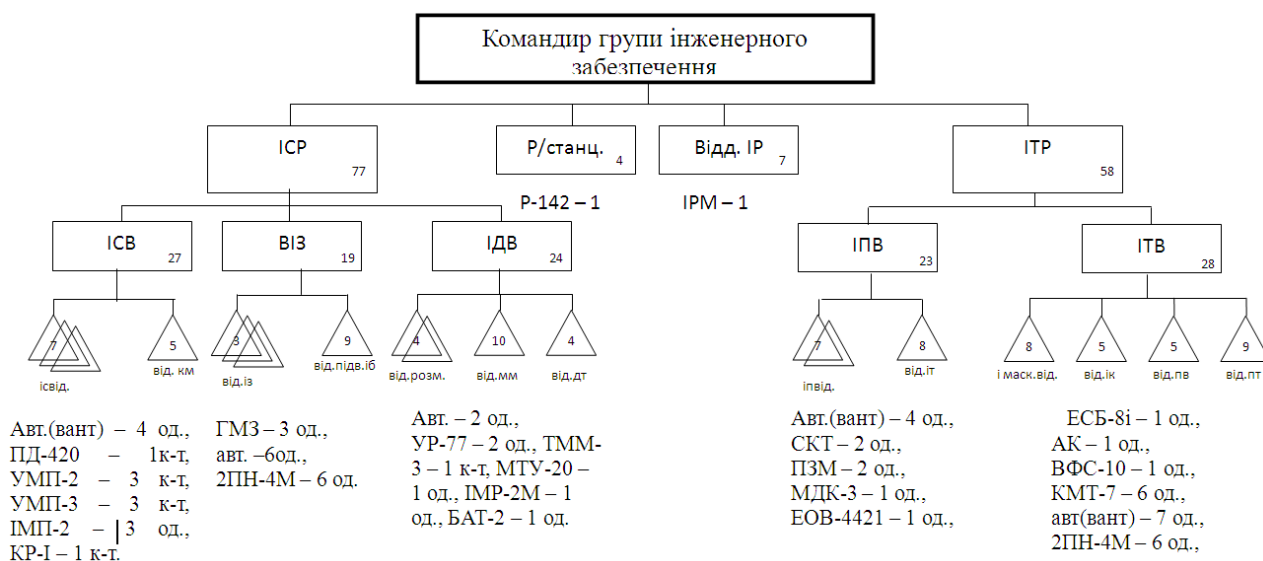 Командир групи інженерного
забезпечення
ІСР
77
Р/станц.
4
Відд. ІР
7
ІТР
58
Р-142 – 1
ІРМ – 1
ІСВ
27
ВІЗ
19
ІДВ
24
ІПВ
23
ІТВ
28
7
5
3
9
4
10
4
7
8
8
5
5
9
ісвід.
від. км
від.із
від.підв.іб
від.розм.
від.мм
від.дт
іпвід.
від.іт
і маск.від.
від.ік
від.пв
від.пт
Авт.(вант) – 4 од.,
ПД-420 – 1к-т,
УМП-2 – 3 к-т,
УМП-3 – 3 к-т,
ІМП-2 – 3 од.,
КР-І – 1 к-т.
ГМЗ – 3 од.,
авт. –6од.,
2ПН-4М – 6 од.
Авт. – 2 од.,
УР-77 – 2 од., ТММ-
3 – 1 к-т, МТУ-20 –
1 од., ІМР-2М – 1
од., БАТ-2 – 1 од.
Авт.(вант) – 4 од.,
СКТ – 2 од.,
ПЗМ – 2 од.,
МДК-3 – 1 од.,
ЕОВ-4421 – 1 од.,
ЕСБ-8і – 1 од.,
АК – 1 од.,
ВФС-10 – 1 од.,
КМТ-7 – 6 од.,
авт(вант) – 7 од.,
2ПН-4М – 6 од.,